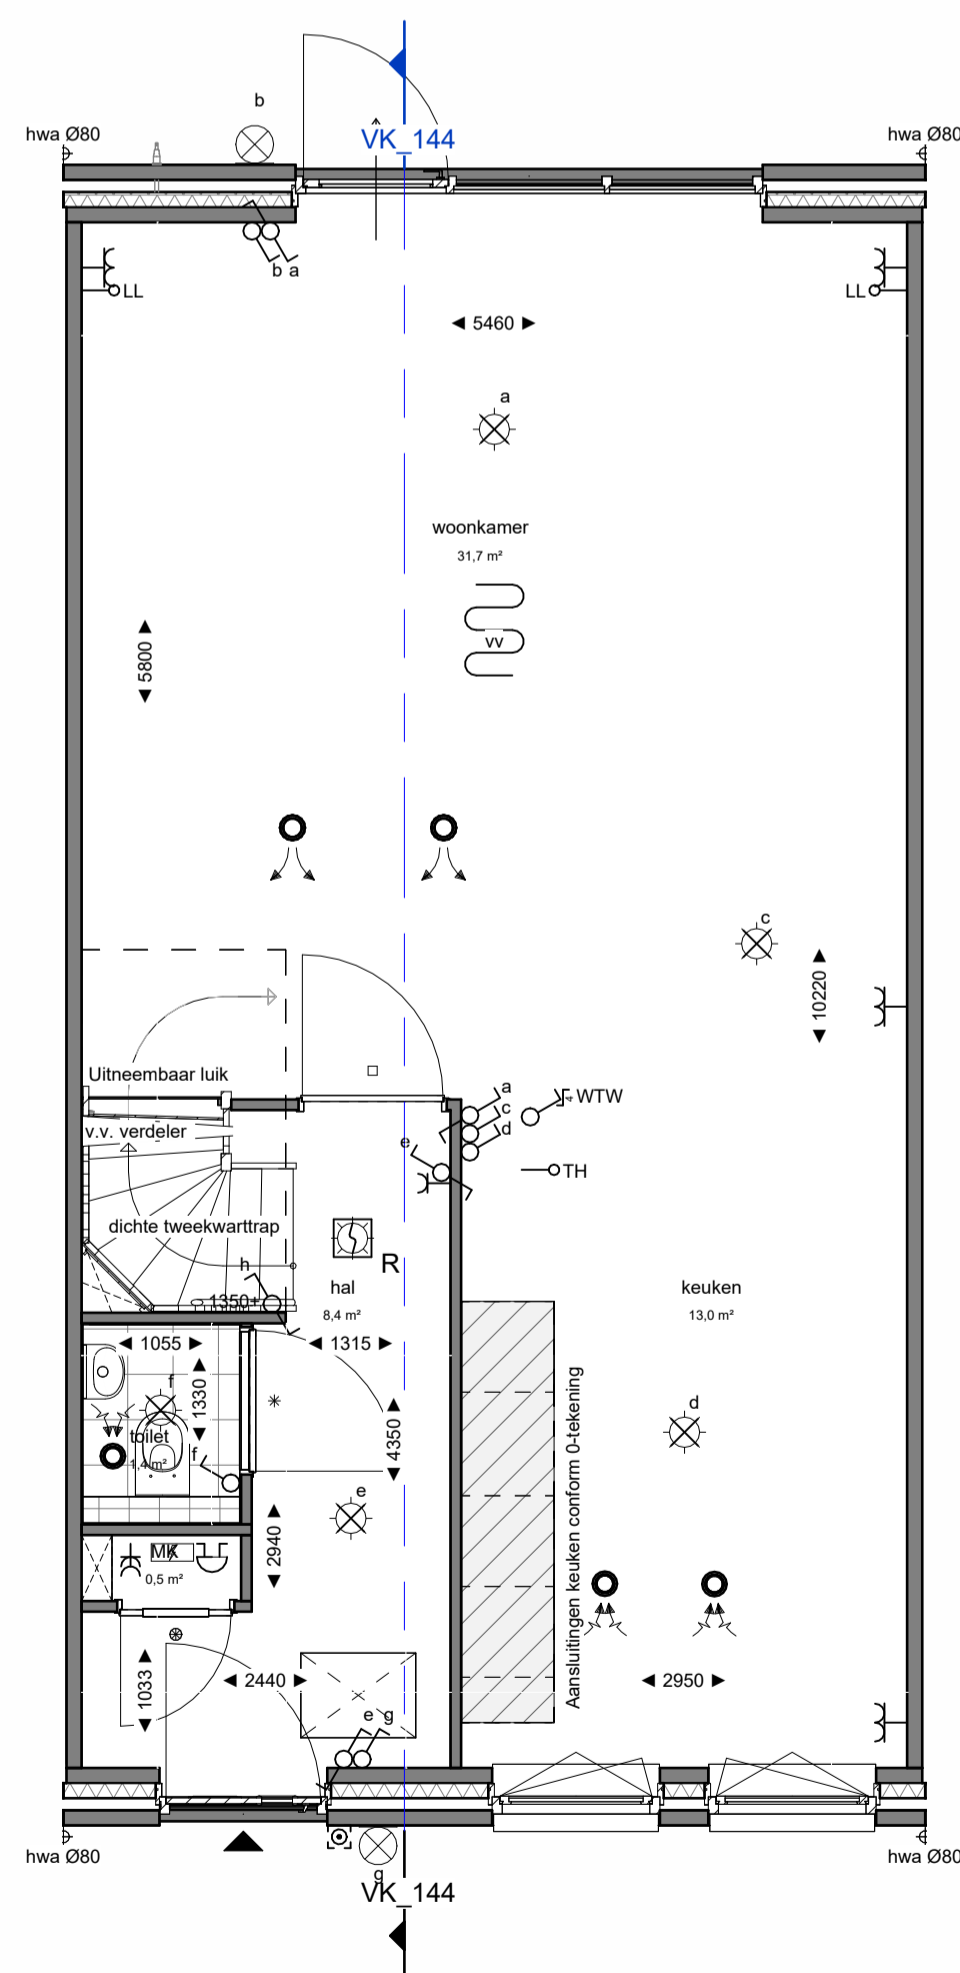 b
hwa Ø80
VK_144
hwa Ø80
b a
LL
LL
5460
a
woonkamer
31,7 m²
vv
5800
c
10220
Uitneembaar luik
v.v. verdeler
a
c
d
WTW
e
TH
dichte tweekwarttrap
h
1350+
R
hal
8,4 m²
keuken
13,0 m²
1055
1315
1330
f
toilet
1,4 m²
f
4350
Aansluitingen keuken conform 0-tekening
d
e
2940
MK
0,5 m²
1033
2440
2950
e g
hwa Ø80
g
VK_144
hwa Ø80